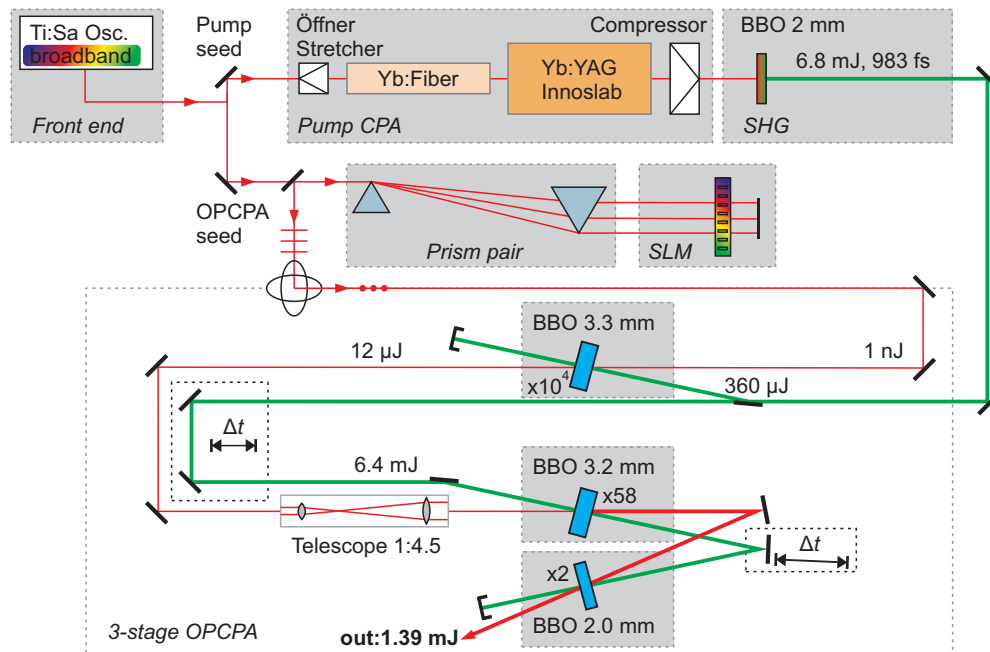 Ti:Sa Osc.
broadband
Front end
Pump
seed
Öffner
Stretcher
Yb:Fiber
Yb:YAG
Innoslab
Compressor
Pump CPA
BBO 2 mm
6.8 mJ, 983 fs
SHG
OPCPA
seed
Prism pair
SLM
BBO 3.3 mm
12 µJ
1 nJ
x10⁴
360 µJ
Δt
6.4 mJ
BBO 3.2 mm
x58
Telescope 1:4.5
Δt
x2
BBO 2.0 mm
3-stage OPCPA
out:1.39 mJ